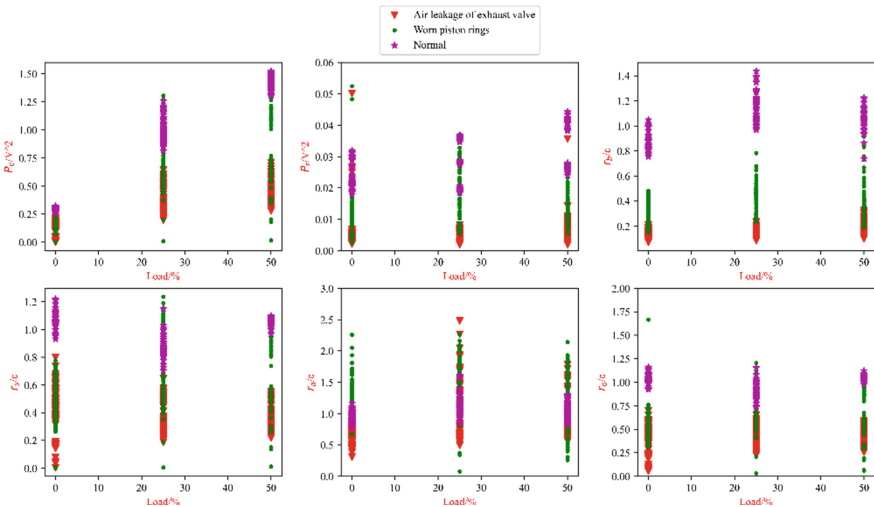 Air leakage of exhaust valve
Worn piston rings
Normal
1.50
1.25
1.00
0.75
0.50
0.25
0.00
0 10 20 30 40 50
Load/%
0.06
0.05
0.04
0.03
0.02
0.01
0.00
0 10 20 30 40 50
Load/%
1.4
1.2
1.0
0.8
0.6
0.4
0.2
r_b/ε
0 10 20 30 40 50
Load/%
1.2
1.0
0.8
0.6
0.4
0.2
0.0
0 10 20 30 40 50
Load/%
3.0
2.5
2.0
1.5
1.0
0.5
0.0
0 10 20 30 40 50
Load/%
2.00
1.75
1.50
1.25
1.00
0.75
0.50
0.25
0.00
0 10 20 30 40 50
Load/%